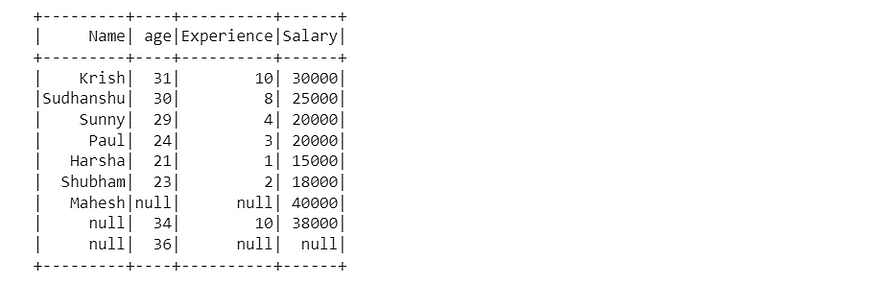 +---------+----+----------+------+
|     Name| age|Experience|Salary|
+---------+----+----------+------+
|    Krish|  31|        10| 30000|
|Sudhanshu|  30|         8| 25000|
|    Sunny|  29|         4| 20000|
|     Paul|  24|         3| 20000|
|   Harsha|  21|         1| 15000|
|  Shubham|  23|         2| 18000|
|   Mahesh|null|      null| 40000|
|     null|  34|        10| 38000|
|     null|  36|      null|  null|
+---------+----+----------+------+